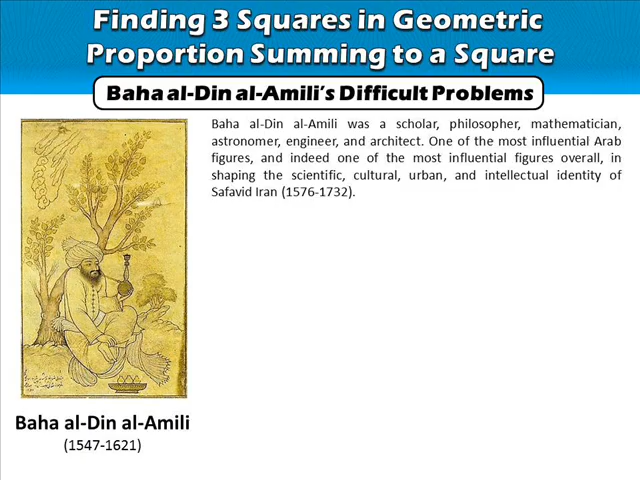 Finding 3 Squares in Geometric
Proportion Summing to a Square
Baha al-Din al-Amili's Difficult Problems
Baha al-Din al-Amili was a scholar, philosopher, mathematician,
astronomer, engineer, and architect. One of the most influential Arab
figures, and indeed one of the most influential figures overall, in
shaping the scientific, cultural, urban, and intellectual identity of
Safavid Iran (1576-1732).
Baha al-Din al-Amili
(1547-1621)